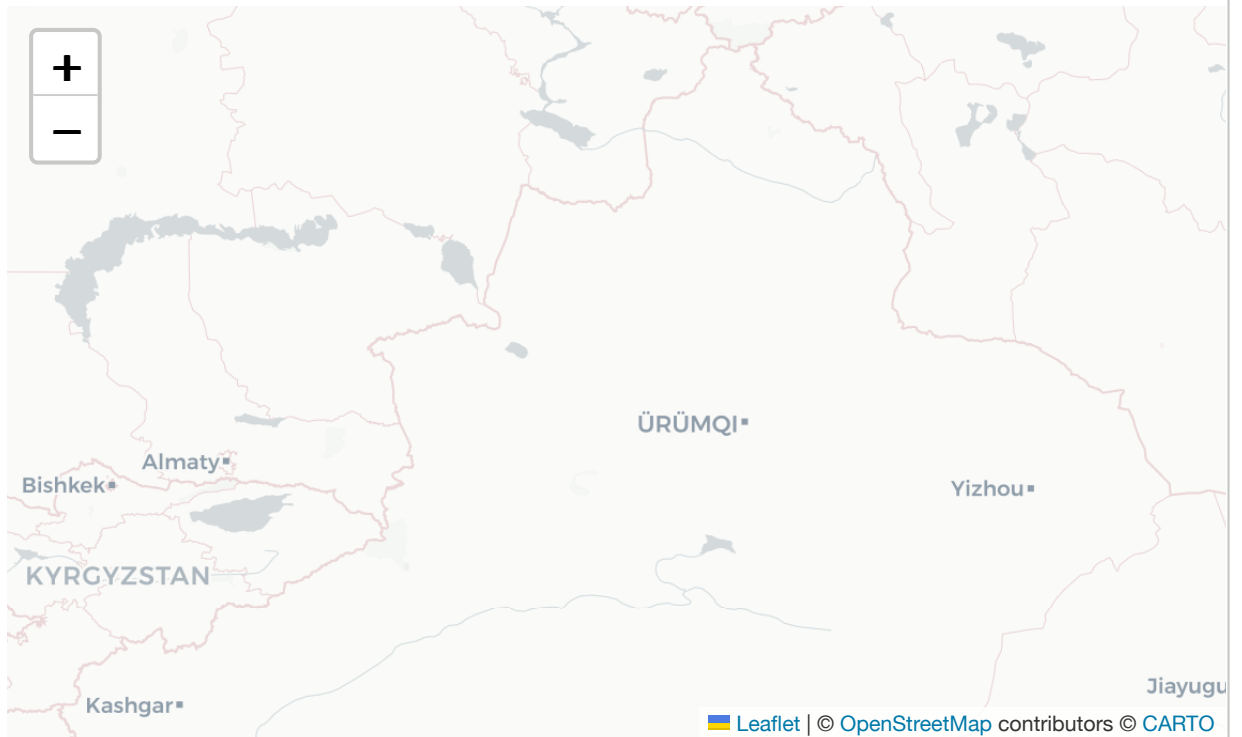 +
−
ÜRÜMQI
Almaty
Bishkek
Yizhou
KYRGYZSTAN
Jiayugu
Kashgar
Leaflet | © OpenStreetMap contributors © CARTO